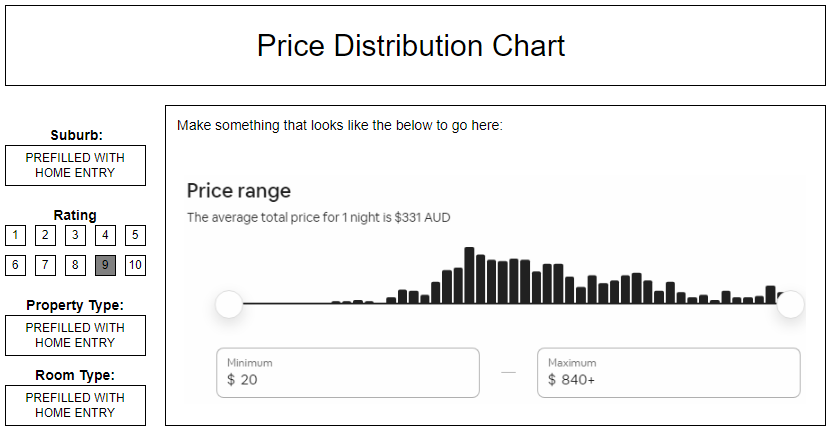 Price Distribution Chart
Suburb:
PREFILLED WITH
HOME ENTRY
Rating
1 2 3 4 5
6 7 8 9 10
Property Type:
PREFILLED WITH
HOME ENTRY
Room Type:
PREFILLED WITH
HOME ENTRY
Make something that looks like the below to go here:
Price range
The average total price for 1 night is $331 AUD
Minimum
$ 20
—
Maximum
$ 840+